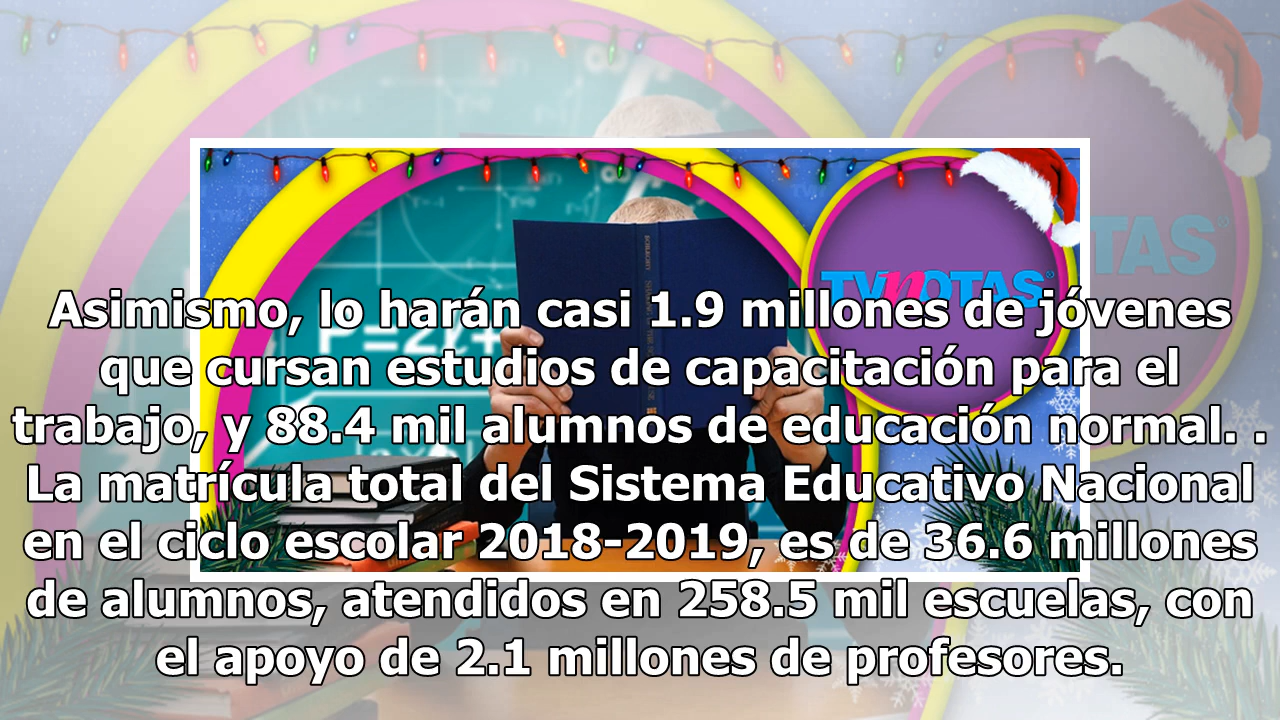 TVNOTAS
TAS
Asimismo, lo harán casi 1.9 millones de jóvenes
que cursan estudios de capacitación para el
trabajo, y 88.4 mil alumnos de educación normal. .
La matrícula total del Sistema Educativo Nacional
en el ciclo escolar 2018-2019, es de 36.6 millones
de alumnos, atendidos en 258.5 mil escuelas, con
el apoyo de 2.1 millones de profesores.